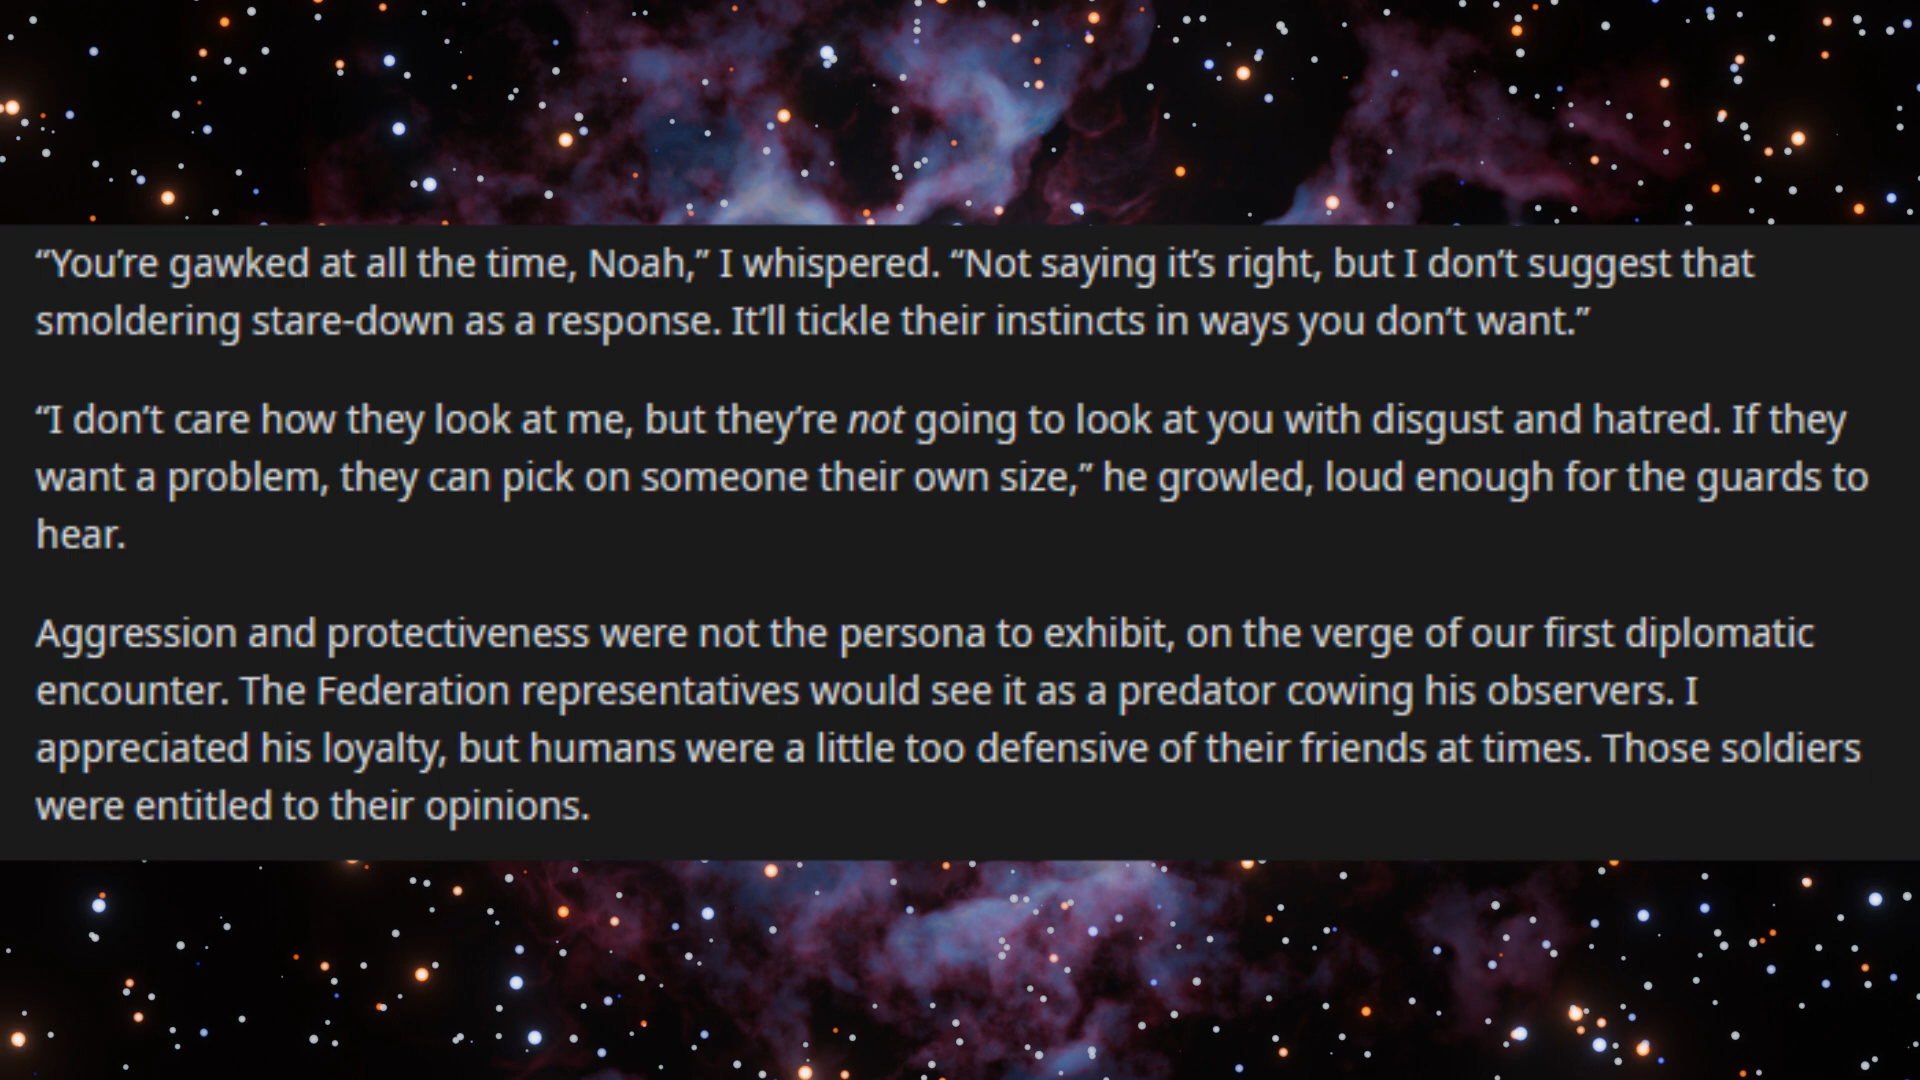 “You’re gawked at all the time, Noah,” I whispered. “Not saying it’s right, but I don’t suggest that
smoldering stare-down as a response. It’ll tickle their instincts in ways you don’t want.”
“I don’t care how they look at me, but they’re not going to look at you with disgust and hatred. If they
want a problem, they can pick on someone their own size,” he growled, loud enough for the guards to
hear.
Aggression and protectiveness were not the persona to exhibit, on the verge of our first diplomatic
encounter. The Federation representatives would see it as a predator cowing his observers. I
appreciated his loyalty, but humans were a little too defensive of their friends at times. Those soldiers
were entitled to their opinions.